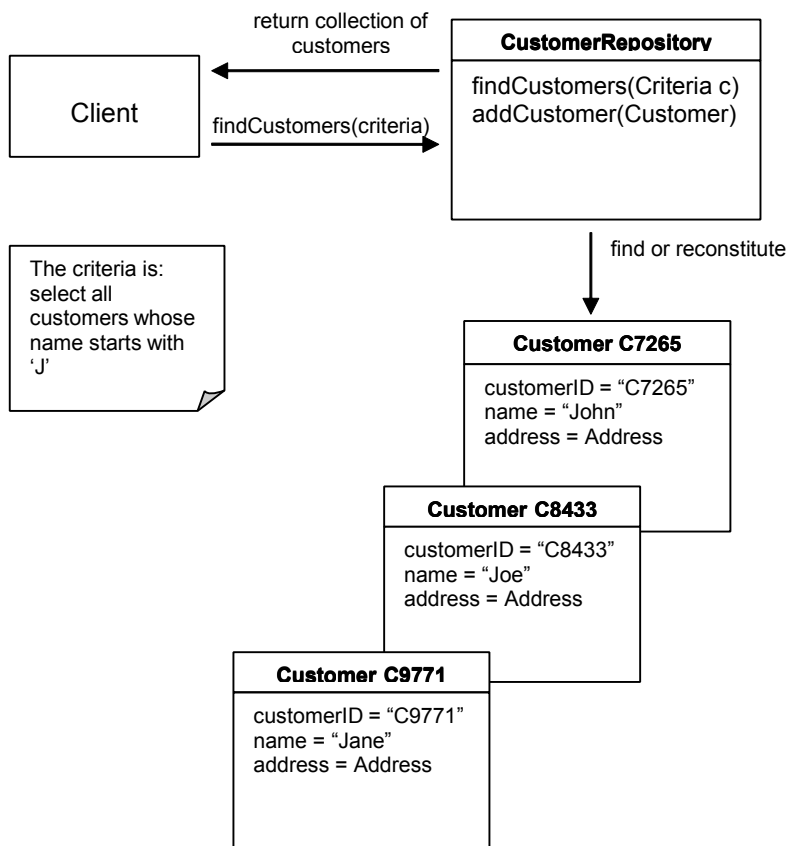 return collection of
customers
CustomerRepository
findCustomers(Criteria c)
addCustomer(Customer)
Client
findCustomers(criteria)
find or reconstitute
The criteria is:
select all
customers whose
name starts with
‘J’
Customer C7265
customerID = “C7265”
name = “John”
address = Address
Customer C8433
customerID = “C8433”
name = “Joe”
address = Address
Customer C9771
customerID = “C9771”
name = “Jane”
address = Address